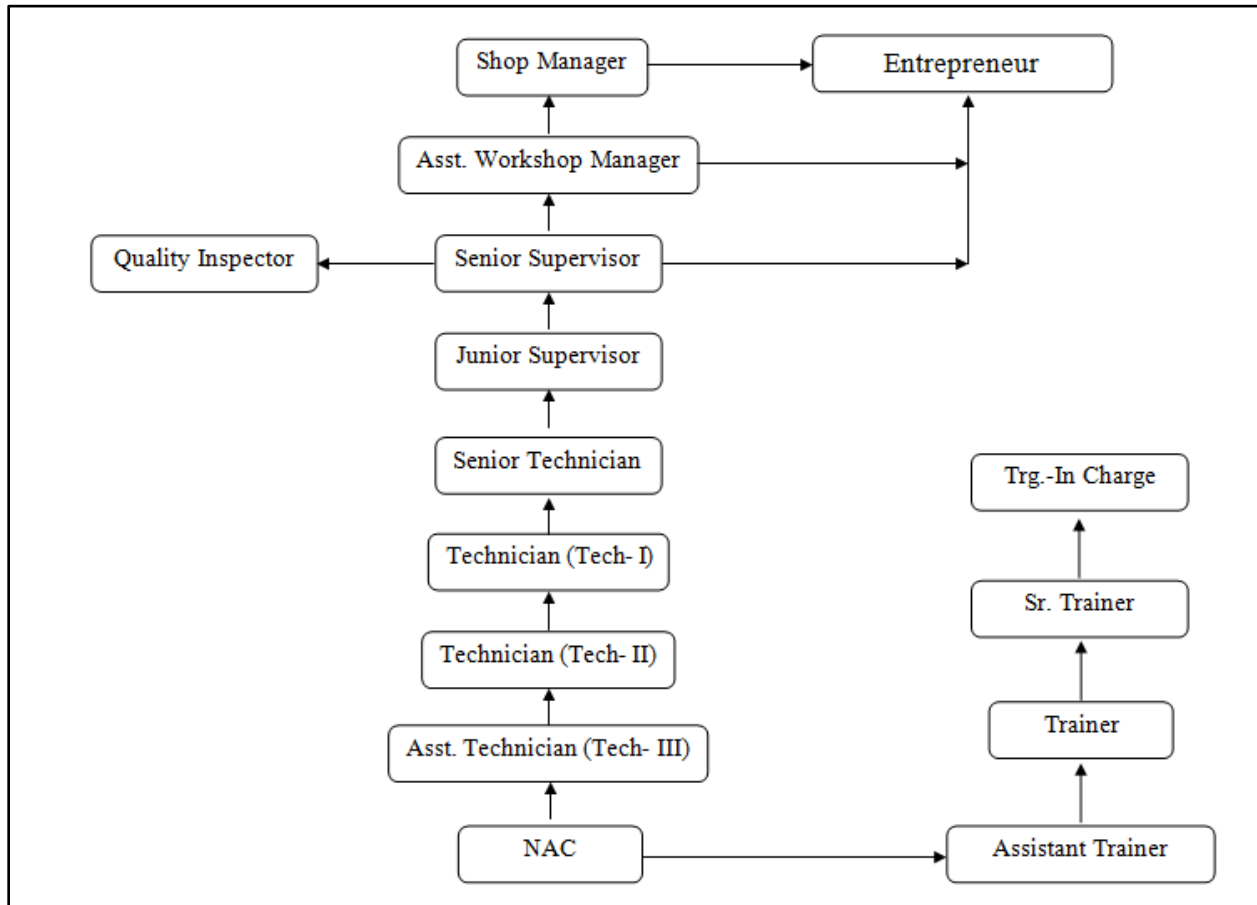 Shop Manager
Entrepreneur
Asst. Workshop Manager
Quality Inspector
Senior Supervisor
Junior Supervisor
Senior Technician
Trg.-In Charge
Technician (Tech- I)
Sr. Trainer
Technician (Tech- II)
Trainer
Asst. Technician (Tech- III)
NAC
Assistant Trainer